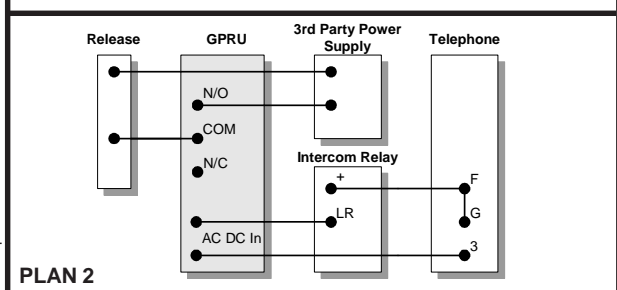 Release
GPRU
3rd Party Power
Supply
Telephone
N/O
COM
N/C
Intercom Relay
+
F
LR
G
AC DC In
3
PLAN 2